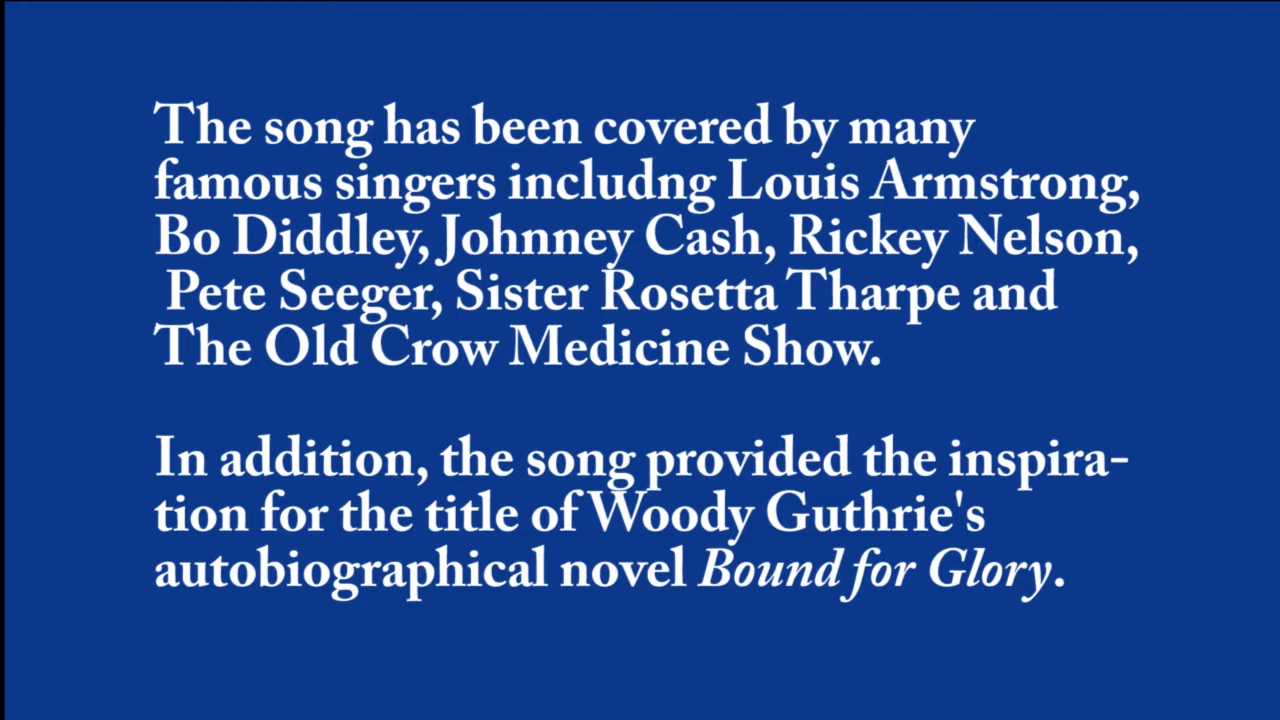 The song has been covered by many
famous singers includng Louis Armstrong,
Bo Diddley, Johnney Cash, Rickey Nelson,
Pete Seeger, Sister Rosetta Tharpe and
The Old Crow Medicine Show.
In addition, the song provided the inspira-
tion for the title of Woody Guthrie's
autobiographical novel Bound for Glory.